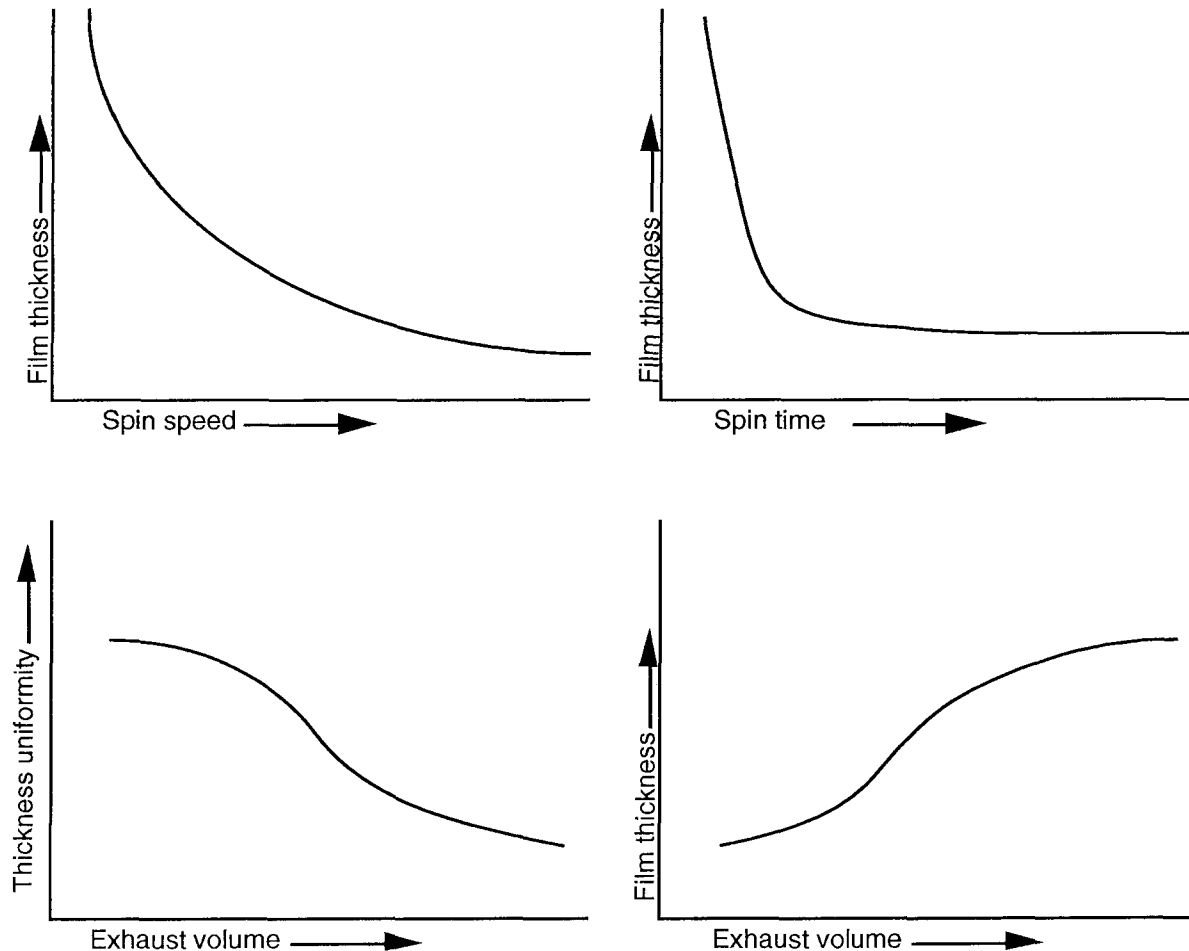 Film thickness
Spin speed
Film thickness
Spin time
Thickness uniformity
Exhaust volume
Film thickness
Exhaust volume